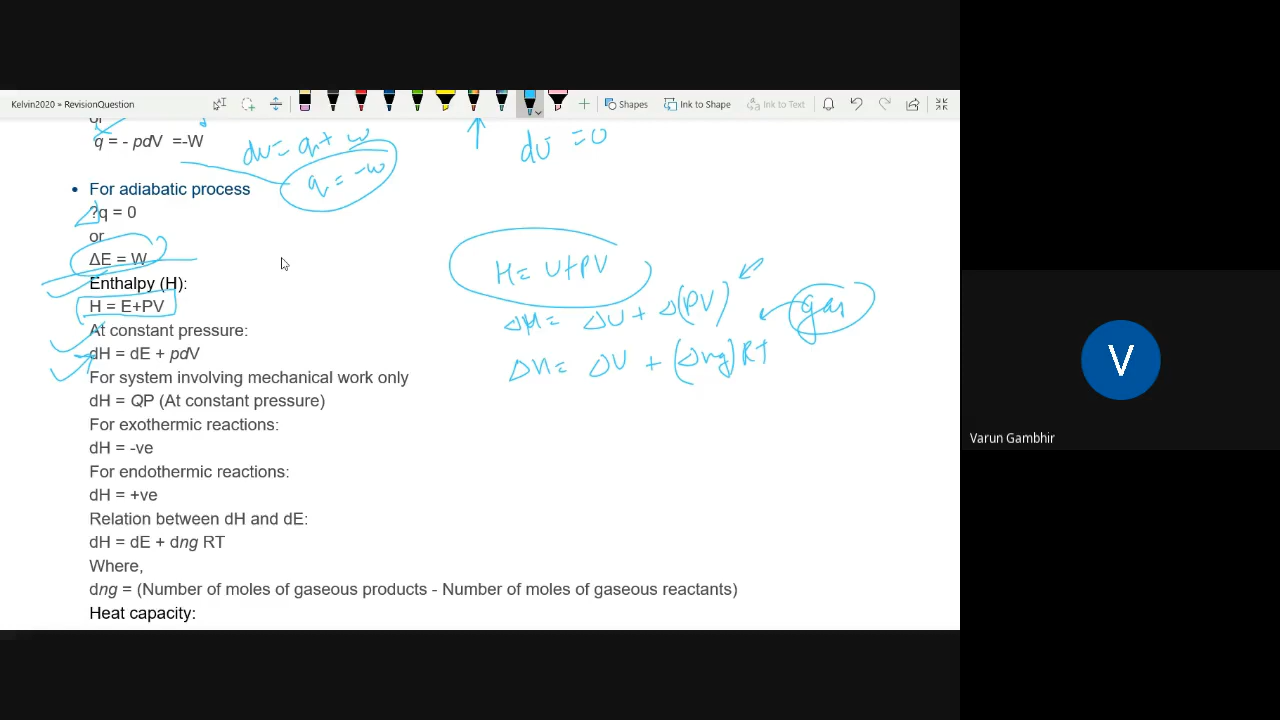 Kelvin2020 » RevisionQuestion
Shapes
Ink to Shape
Ink to Text
or
q = - pdV =-W
du = q + w
q = -w
dU = 0
• For adiabatic process
?q = 0
Δ
or
ΔE = W
Enthalpy (H):
H = E+PV
At constant pressure:
dH = dE + pdV
For system involving mechanical work only
dH = QP (At constant pressure)
For exothermic reactions:
dH = -ve
For endothermic reactions:
dH = +ve
Relation between dH and dE:
dH = dE + dng RT
Where,
dng = (Number of moles of gaseous products - Number of moles of gaseous reactants)
Heat capacity:
H = U+PV
ΔH = ΔU + Δ(PV)
gas
ΔH = ΔU + (Δng)RT
V
Varun Gambhir